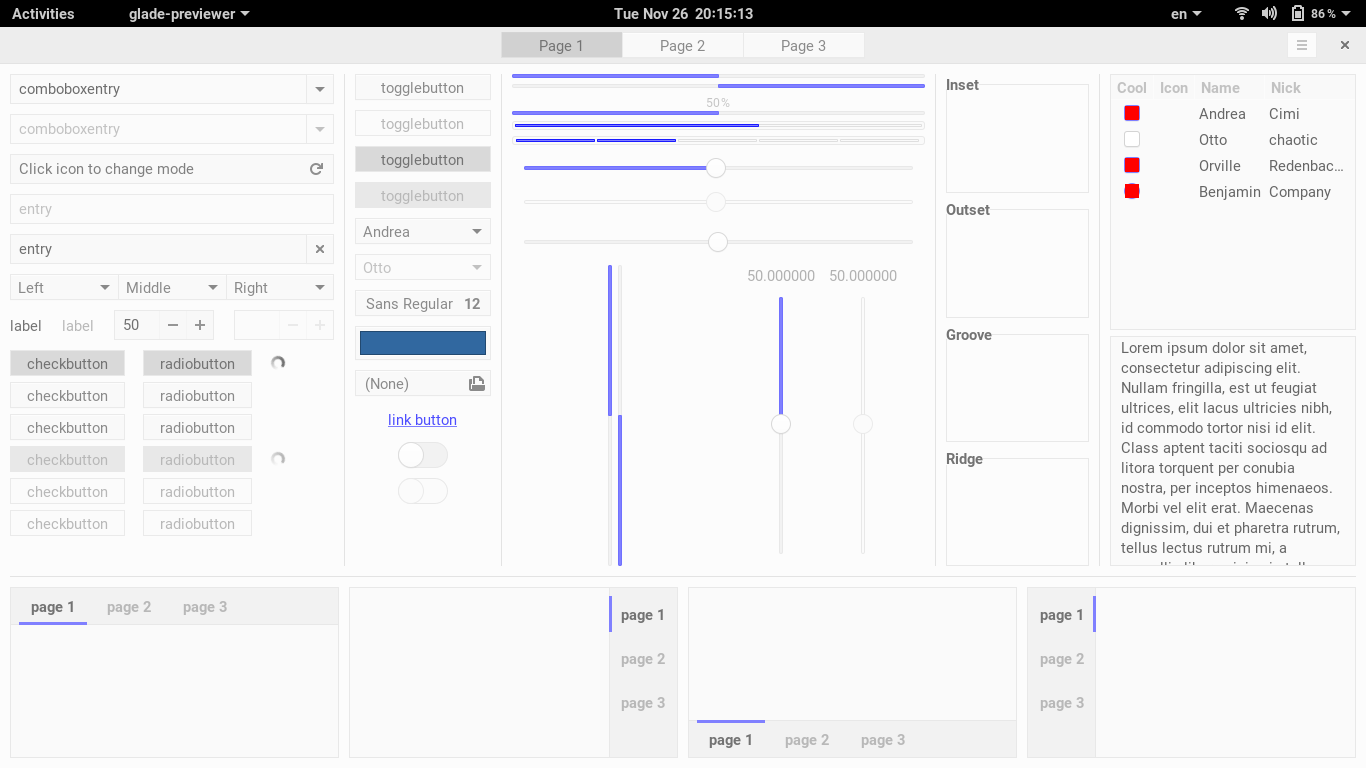 Activities
glade-previewer
Tue Nov 26 20:15:13
en
86%
Page 1
Page 2
Page 3
comboboxentry
comboboxentry
Click icon to change mode
entry
entry
Left
Middle
Right
label
label
50
checkbutton
radiobutton
checkbutton
radiobutton
checkbutton
radiobutton
checkbutton
radiobutton
checkbutton
radiobutton
checkbutton
radiobutton
togglebutton
togglebutton
togglebutton
togglebutton
Andrea
Otto
Sans Regular 12
(None)
link button
50%
50.000000
50.000000
Inset
Outset
Groove
Ridge
Cool Icon Name Nick
Andrea Cimi
Otto chaotic
Orville Redenbac…
Benjamin Company
Lorem ipsum dolor sit amet,
consectetur adipiscing elit.
Nullam fringilla, est ut feugiat
ultrices, elit lacus ultricies nibh,
id commodo tortor nisi id elit.
Class aptent taciti sociosqu ad
litora torquent per conubia
nostra, per inceptos himenaeos.
Morbi vel elit erat. Maecenas
dignissim, dui et pharetra rutrum,
tellus lectus rutrum mi, a
page 1
page 2
page 3
page 1
page 2
page 3
page 1
page 2
page 3
page 1
page 2
page 3